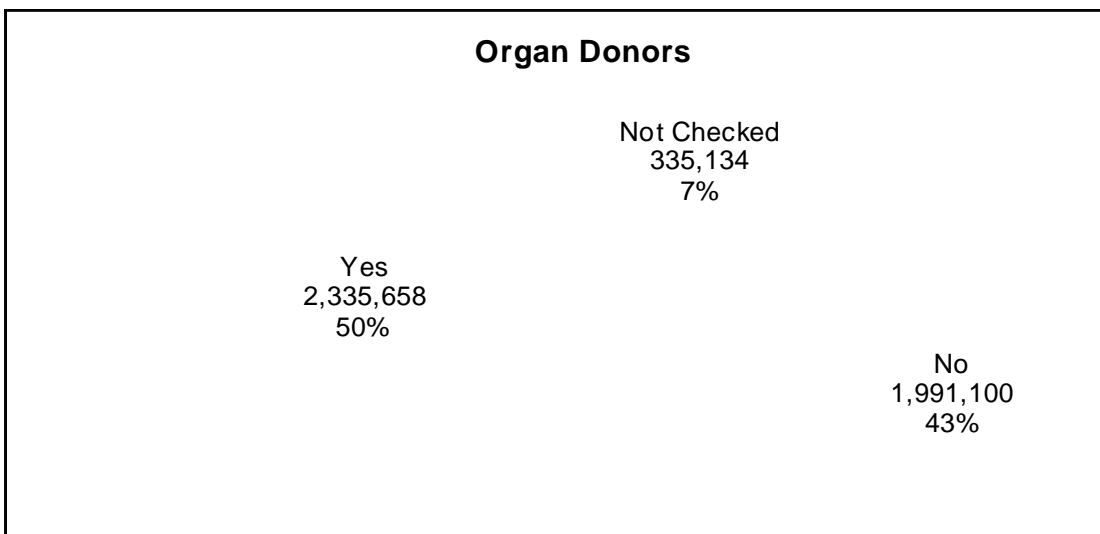 Organ Donors
Not Checked
335,134
7%
Yes
2,335,658
50%
No
1,991,100
43%